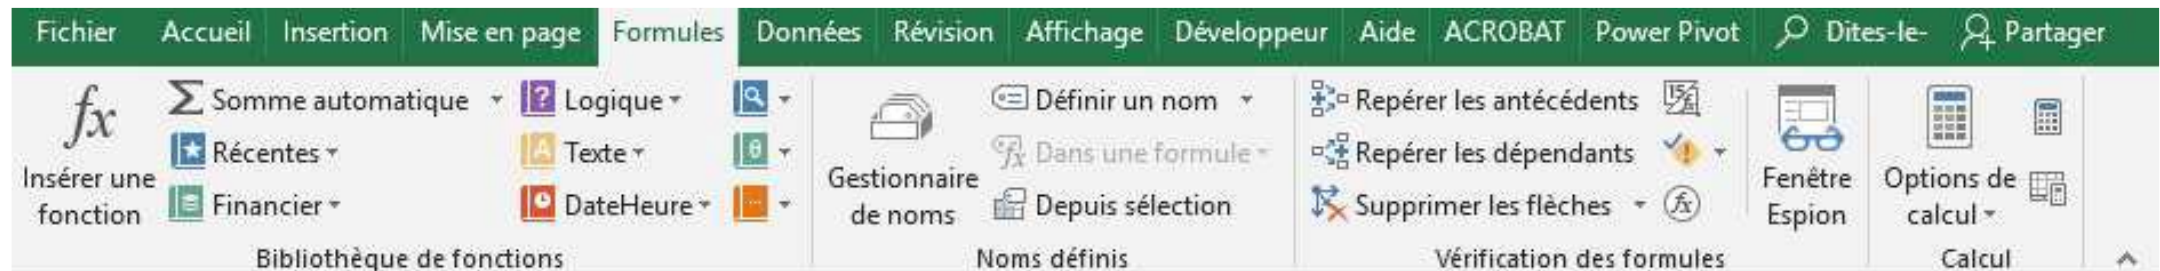 Fichier Accueil Insertion Mise en page Formules Données Révision Affichage Développeur Aide ACROBAT Power Pivot Dites-le- Partager
fx
Insérer une
fonction
Somme automatique
Récentes
Financier
Logique
Texte
DateHeure
θ
Bibliothèque de fonctions
Gestionnaire
de noms
Définir un nom
Dans une formule
Depuis sélection
Noms définis
Repérer les antécédents
Repérer les dépendants
Supprimer les flèches
Fenêtre
Espion
Vérification des formules
Options de
calcul
Calcul